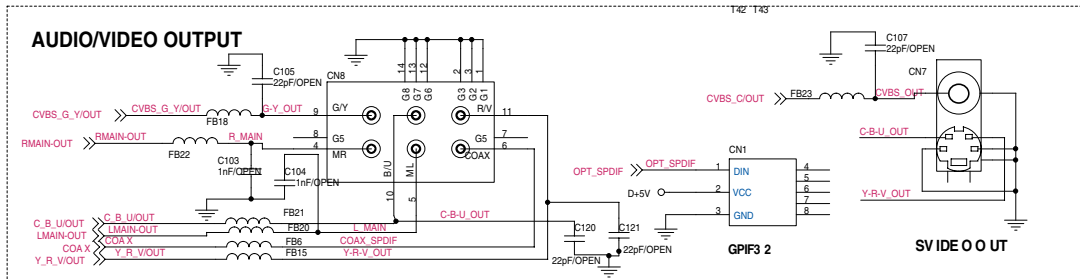 T42 T43
AUDIO/VIDEO OUTPUT
C105
22pF/OPEN
CN8
14
13
12
2
3
1
G8
G7
G6
G3
G2
G1
CVBS_G_Y/OUT
CVBS_G_Y/OUT
FB18
G-Y_OUT
9
G/Y
R/V
11
RMAIN-OUT
RMAIN-OUT
FB22
R_MAIN
8
G5
4
MR
G5
7
COAX
6
B/U
ML
10
5
C103
1nF/OPEN
C104
1nF/OPEN
C_B_U/OUT
C_B_U/OUT
FB21
C-B-U_OUT
LMAIN-OUT
LMAIN-OUT
FB20
L_MAIN
COA X
COA X
FB6
COAX_SPDIF
Y_R_V/OUT
Y_R_V/OUT
FB15
Y-R-V_OUT
C120
22pF/OPEN
C121
22pF/OPEN
CN1
OPT_SPDIF
OPT_SPDIF
1
DIN
4
5
D+5V
2
VCC
6
7
3
GND
8
GPIF3 2
C107
22pF/OPEN
CN7
CVBS_C/OUT
FB23
CVBS_OUT
C-B-U_OUT
Y-R-V_OUT
SV IDE O O UT